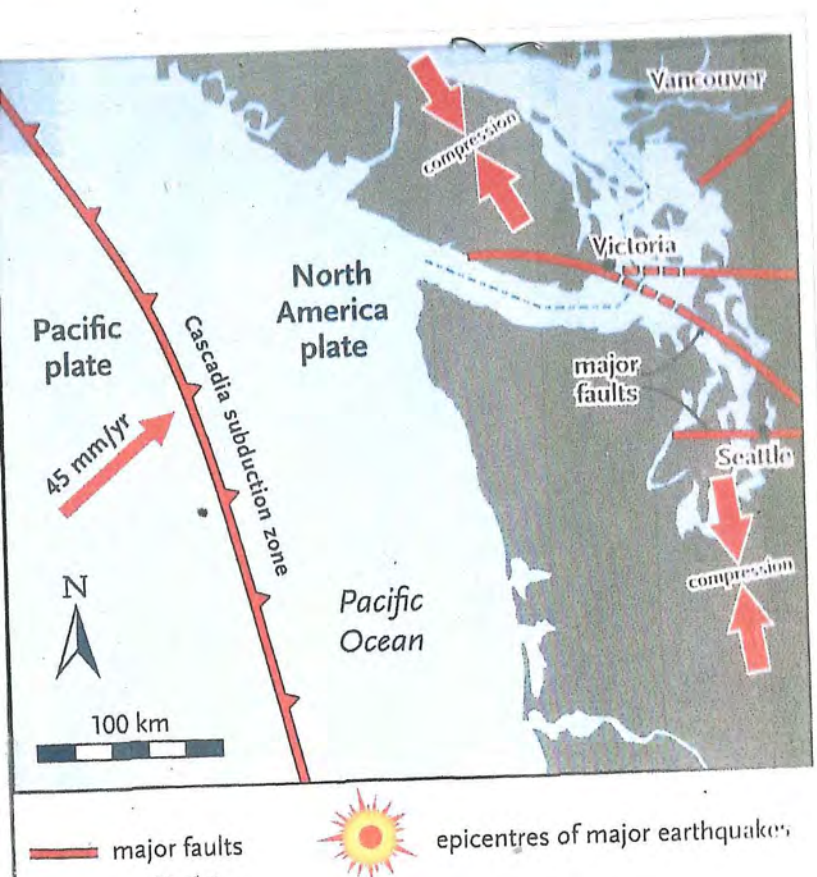 Vancouver
compression
Victoria
North
America
plate
Pacific
plate
Cascadia subduction zone
major
faults
45 mm/yr
Seattle
compression
N
Pacific
Ocean
100 km
major faults
epicentres of major earthquakes